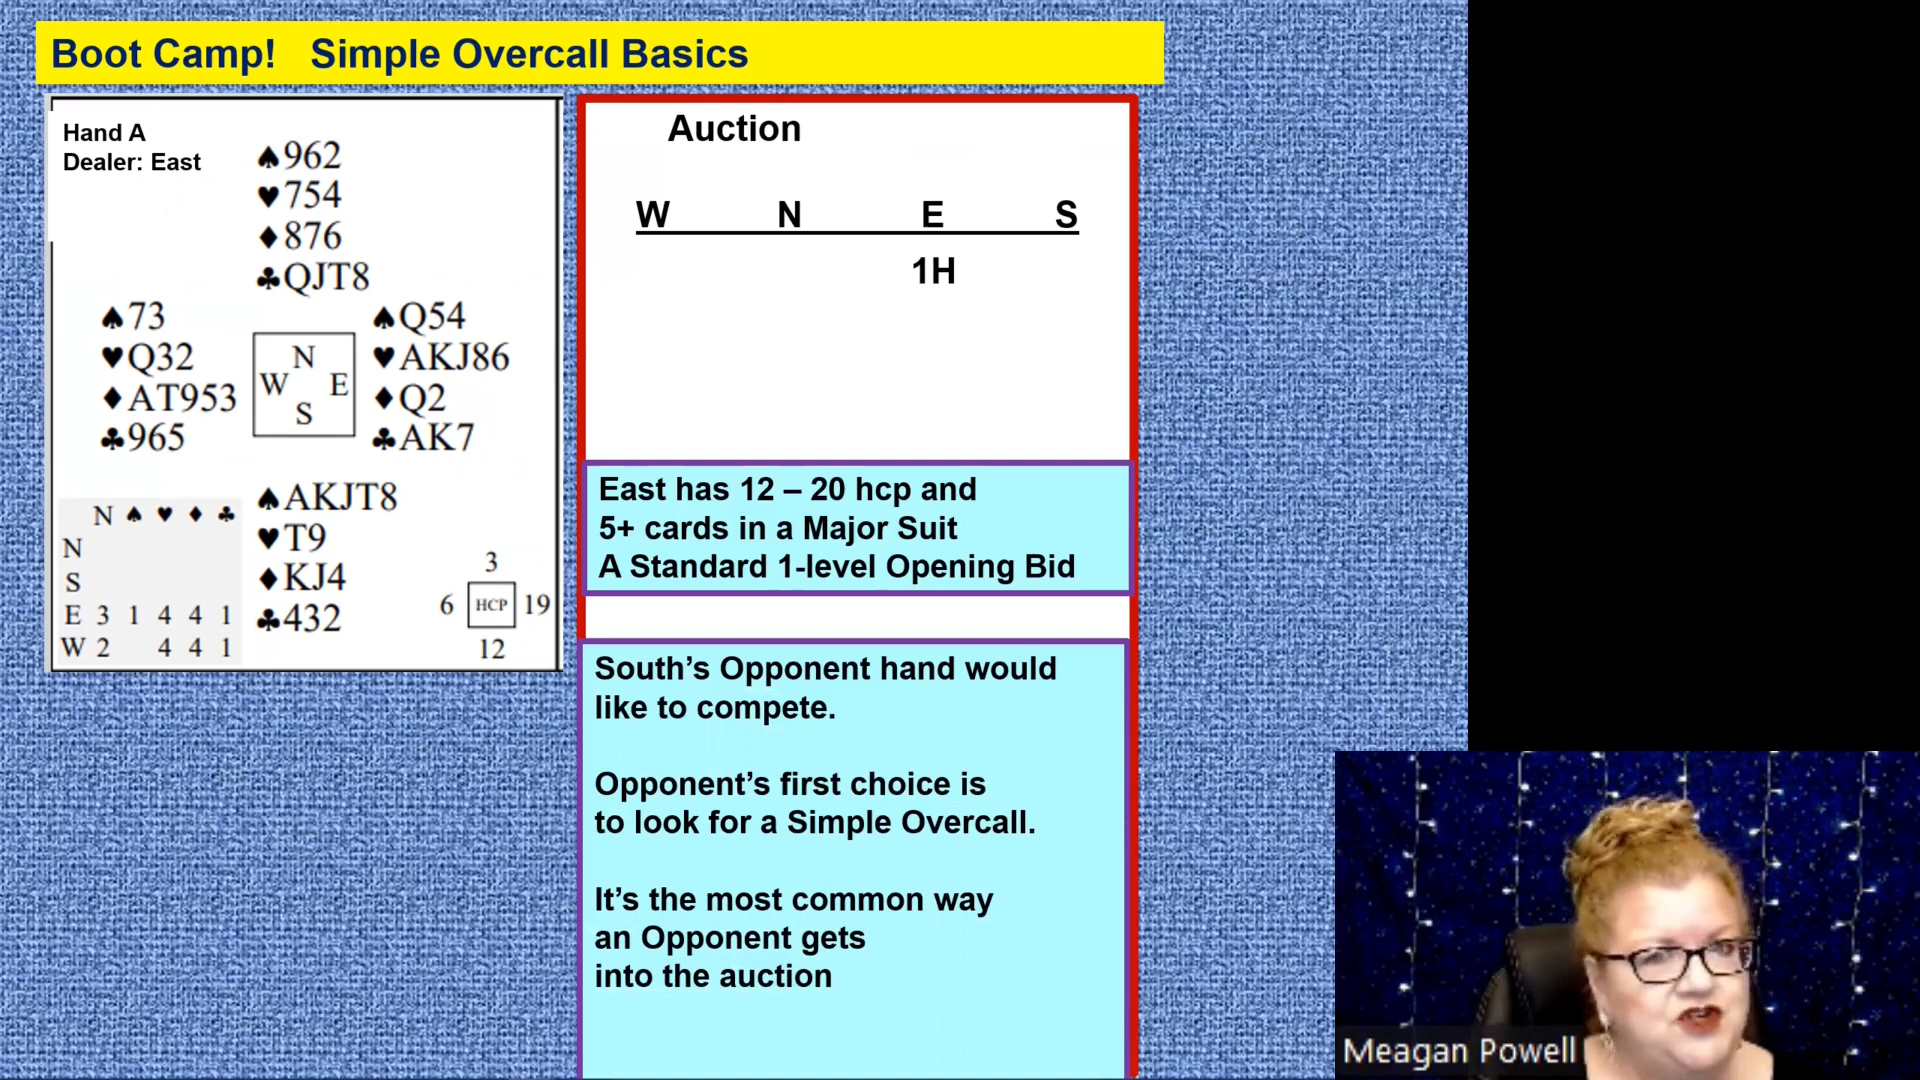 Boot Camp! Simple Overcall Basics
Hand A
Dealer: East
♠962
♥754
♦876
♣QJT8
♠73
♥Q32
♦AT953
♣965
N
W E
S
♠Q54
♥AKJ86
♦Q2
♣AK7
♠AKJT8
♥T9
♦KJ4
♣432
N ♠ ♥ ♦ ♣
N
S
E 3 1 4 4 1
W 2 4 4 1
3
6 HCP 19
12
Auction
W N E S
1H
East has 12 – 20 hcp and
5+ cards in a Major Suit
A Standard 1-level Opening Bid
South’s Opponent hand would
like to compete.
Opponent’s first choice is
to look for a Simple Overcall.
It’s the most common way
an Opponent gets
into the auction
Meagan Powell